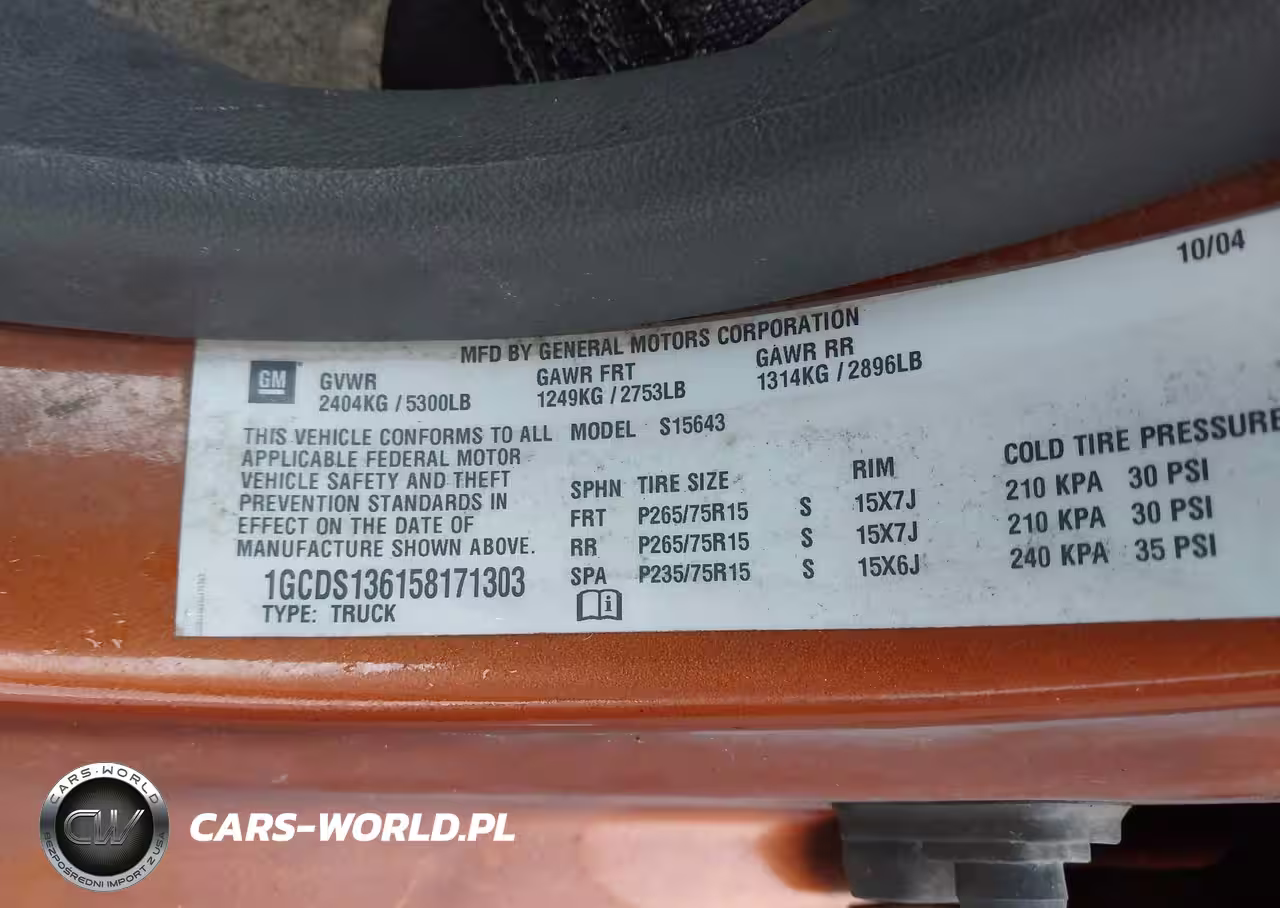 10/04
MFD BY GENERAL MOTORS CORPORATION
GM
GVWR GAWR FRT GAWR RR
2404KG / 5300LB 1249KG / 2753LB 1314KG / 2896LB
THIS VEHICLE CONFORMS TO ALL
APPLICABLE FEDERAL MOTOR
VEHICLE SAFETY AND THEFT
PREVENTION STANDARDS IN
EFFECT ON THE DATE OF
MANUFACTURE SHOWN ABOVE.
1GCDS136158171303
TYPE: TRUCK
MODEL S15643
SPHN TIRE SIZE RIM COLD TIRE PRESSURE
FRT P265/75R15 S 15X7J 210 KPA 30 PSI
RR P265/75R15 S 15X7J 210 KPA 30 PSI
SPA P235/75R15 S 15X6J 240 KPA 35 PSI
CARS-WORLD
CW
BEZPOŚREDNI IMPORT Z USA
CARS-WORLD.PL